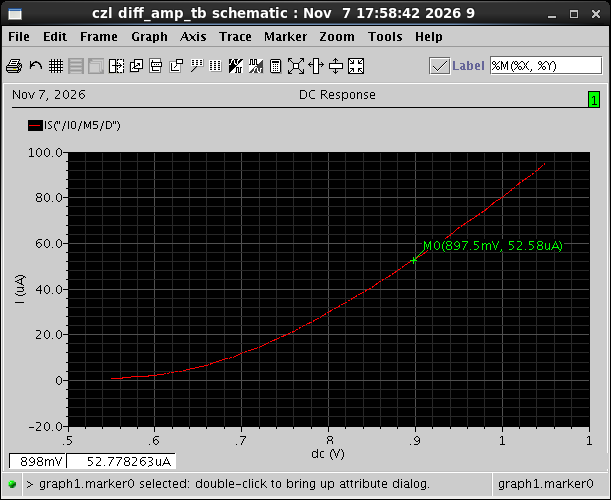 czl diff_amp_tb schematic : Nov  7 17:58:42 2026 9
File Edit Frame Graph Axis Trace Marker Zoom Tools Help
Label %M(%X, %Y)
Nov 7, 2026 DC Response 1
IS("/I0/M5/D")
100.0
80.0
M0(897.5mV, 52.58uA)
60.0
40.0
20.0
0
-20.0
I (uA)
.5 .6 .7 .8 .9 1 1
dc (V)
898mV 52.778263uA
> graph1.marker0 selected: double-click to bring up attribute dialog. graph1.marker0